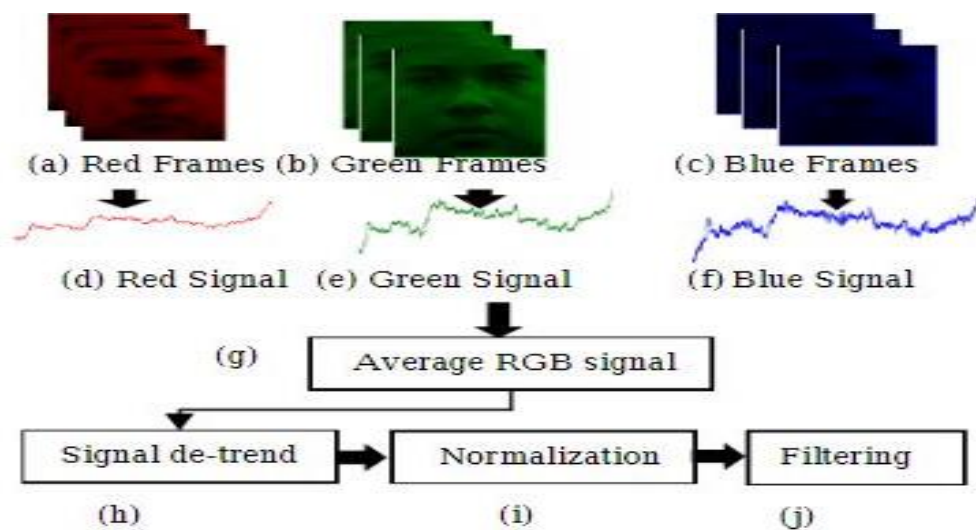 (a) Red Frames (b) Green Frames (c) Blue Frames
(d) Red Signal (e) Green Signal (f) Blue Signal
(g) Average RGB signal
Signal de-trend Normalization Filtering
(h) (i) (j)